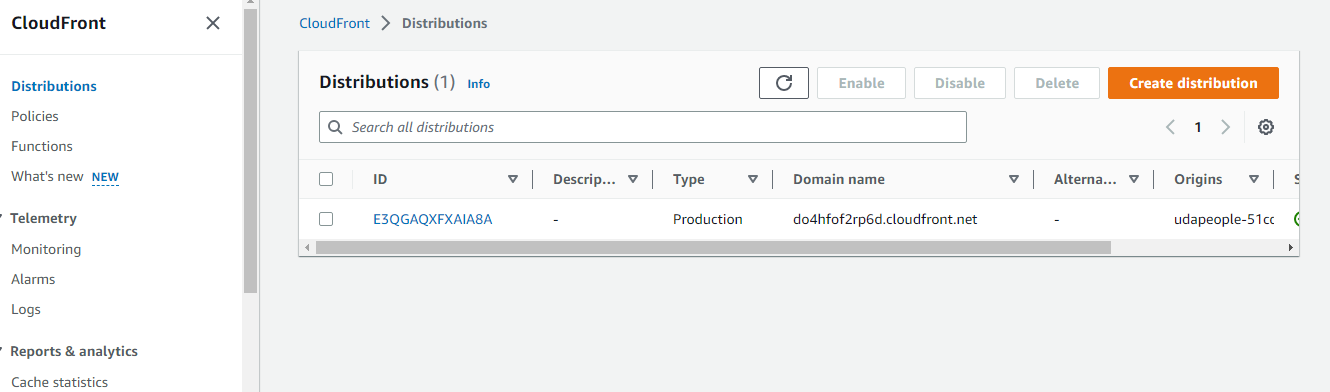 CloudFront
Distributions
Policies
Functions
What's new NEW
Telemetry
Monitoring
Alarms
Logs
Reports & analytics
Cache statistics
CloudFront > Distributions
Distributions (1) Info
Enable
Disable
Delete
Create distribution
Search all distributions
1
ID Descrip... Type Domain name Alterna... Origins
E3QGAQXFXAIA8A - Production do4hfof2rp6d.cloudfront.net - udapeople-51cc